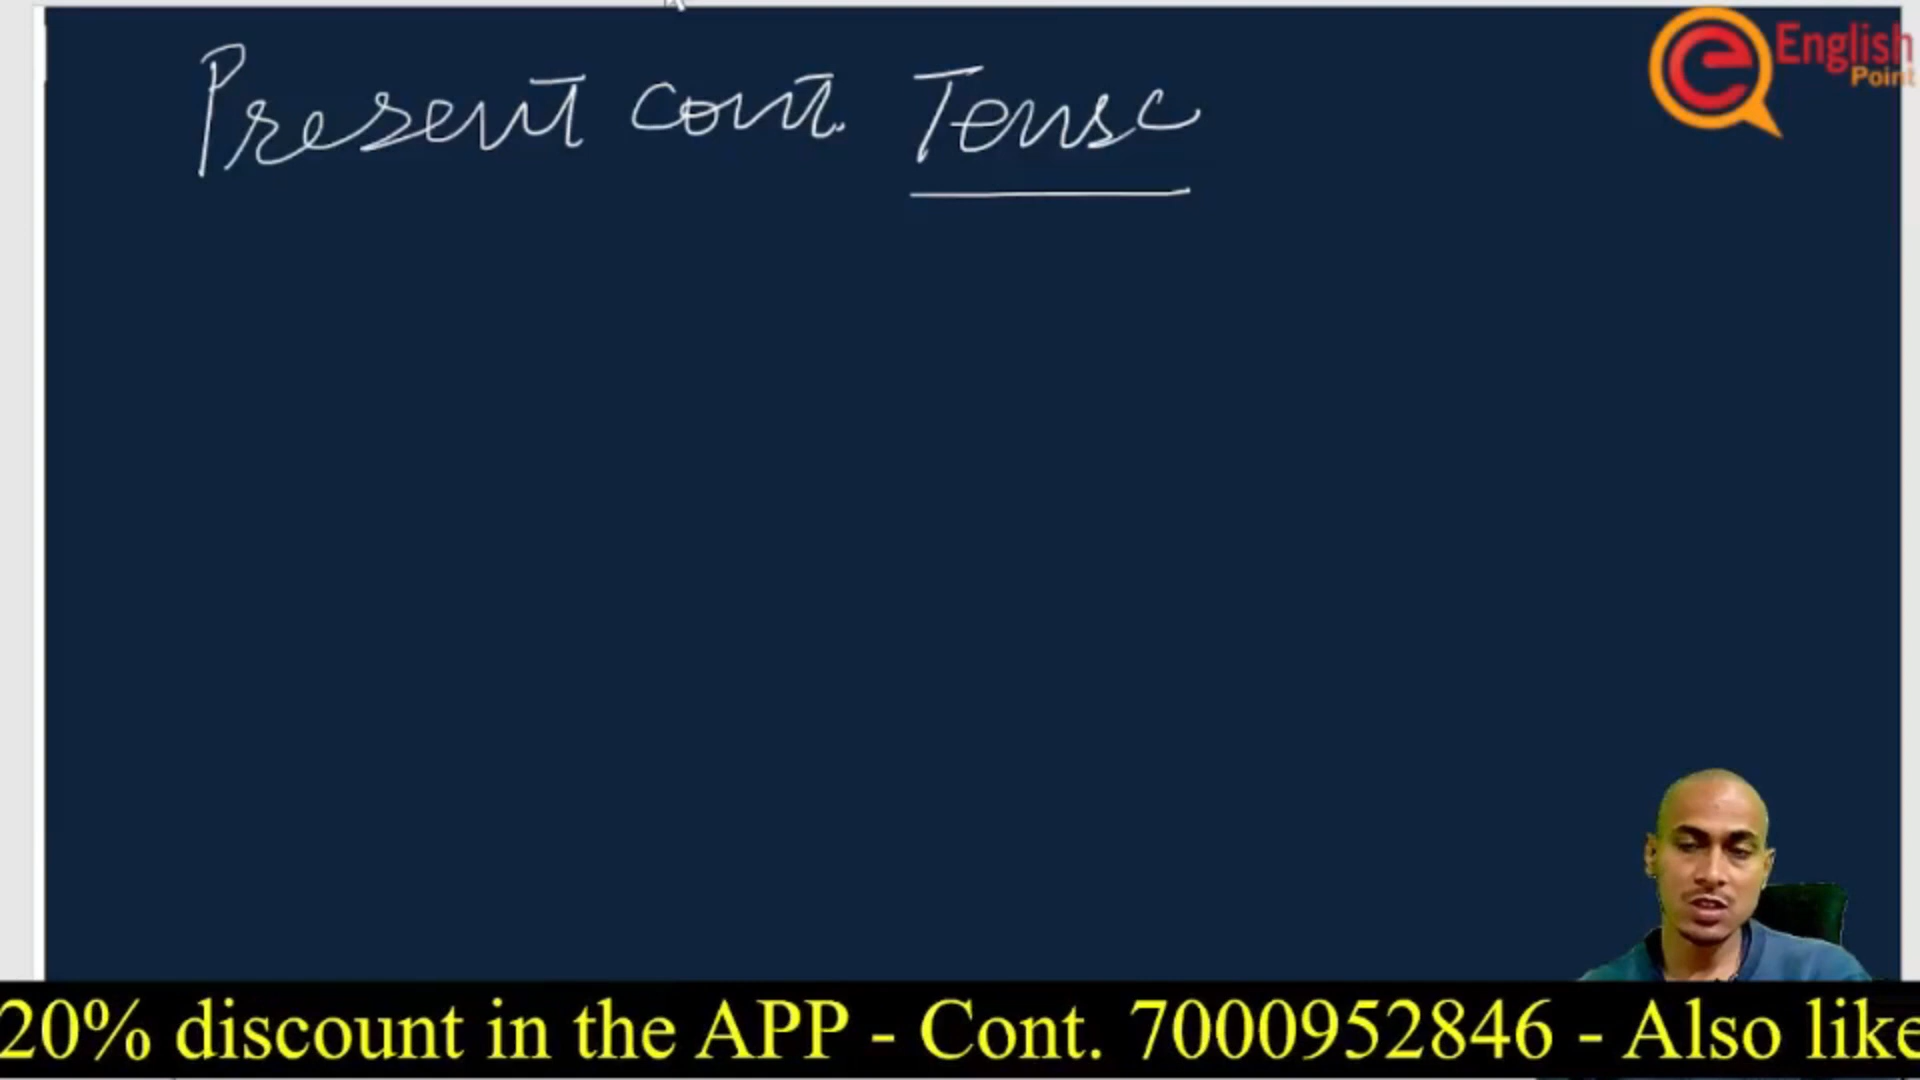 Present cont. Tense
English
Point
20% discount in the APP - Cont. 7000952846 - Also like